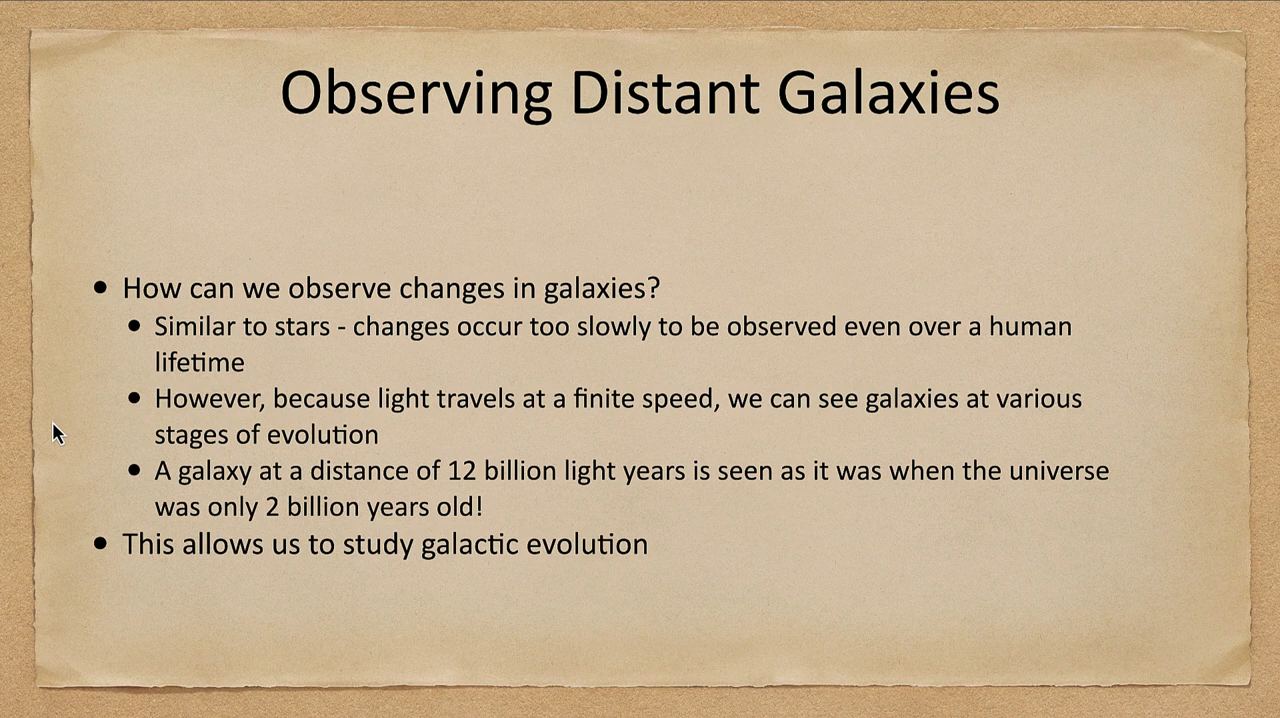 Observing Distant Galaxies
• How can we observe changes in galaxies?
• Similar to stars - changes occur too slowly to be observed even over a human
lifetime
• However, because light travels at a finite speed, we can see galaxies at various
stages of evolution
• A galaxy at a distance of 12 billion light years is seen as it was when the universe
was only 2 billion years old!
• This allows us to study galactic evolution